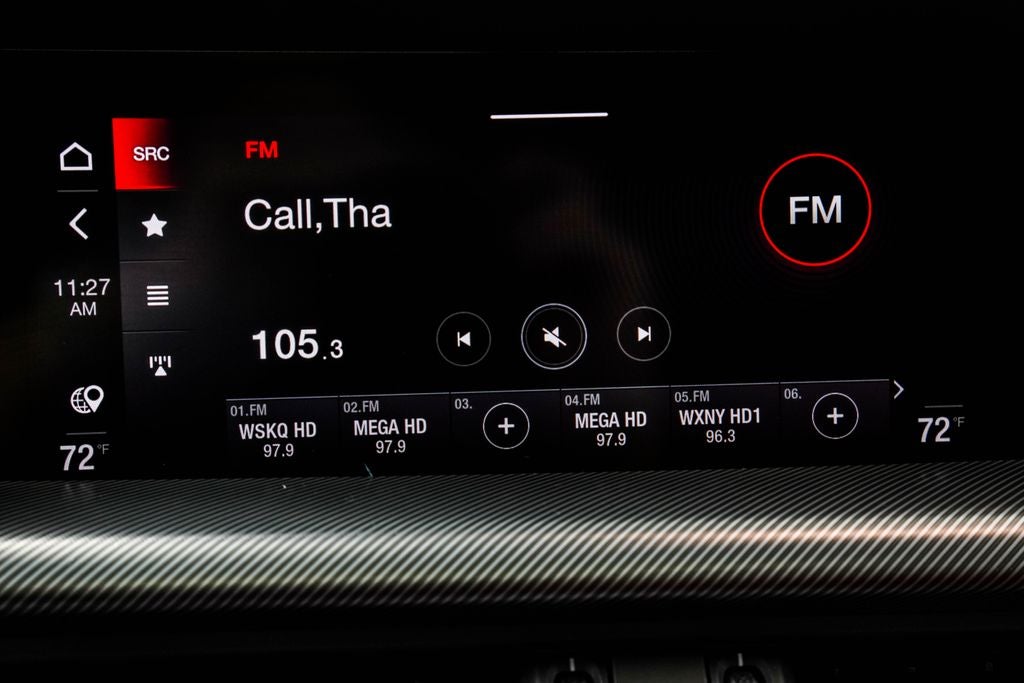 SRC
FM
Call,Tha
FM
11:27
AM
105.3
01.FM
WSKQ HD
97.9
02.FM
MEGA HD
97.9
03.
04.FM
MEGA HD
97.9
05.FM
WXNY HD1
96.3
06.
72°F
72°F